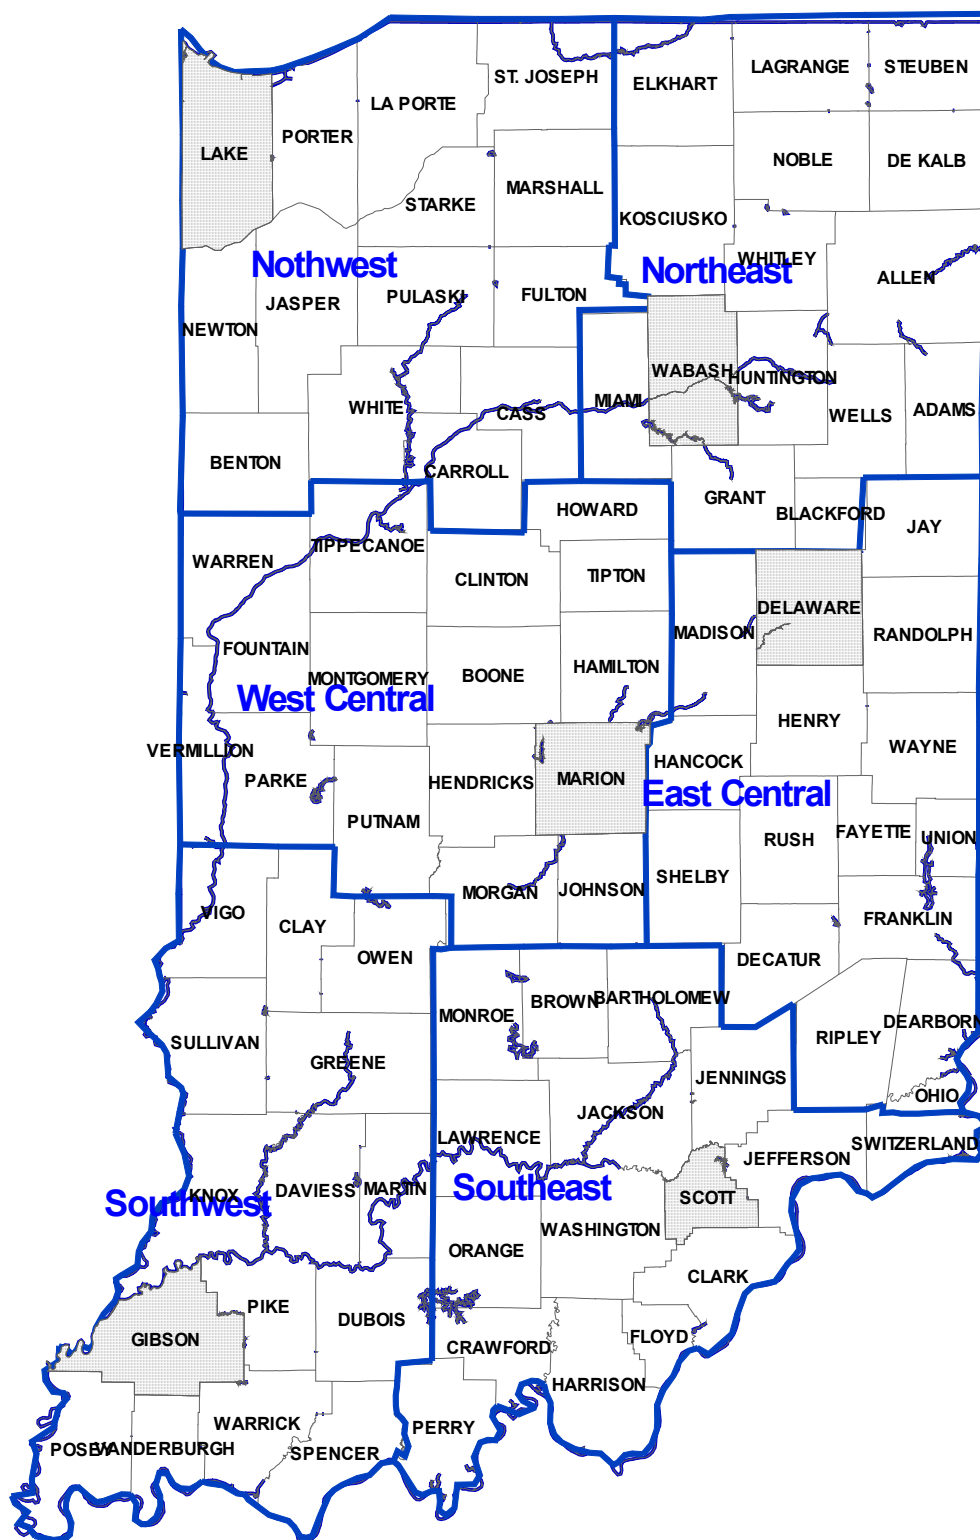 LAGRANGE
STEUBEN
ST. JOSEPH
ELKHART
LA PORTE
PORTER
LAKE
NOBLE
DE KALB
MARSHALL
STARKE
KOSCIUSKO
WHITLEY
Nothwest
Northeast
ALLEN
PULASKI
FULTON
JASPER
NEWTON
WABASH
HUNTINGTON
MIAMI
WHITE
CASS
WELLS
ADAMS
BENTON
CARROLL
GRANT
HOWARD
BLACKFORD
JAY
TIPPECANOE
WARREN
CLINTON
TIPTON
DELAWARE
MADISON
RANDOLPH
FOUNTAIN
MONTGOMERY
BOONE
HAMILTON
West Central
HENRY
WAYNE
VERMILLION
HANCOCK
PARKE
HENDRICKS
MARION
East Central
PUTNAM
RUSH
FAYETTE
UNION
SHELBY
MORGAN
JOHNSON
VIGO
CLAY
FRANKLIN
OWEN
DECATUR
BROWN
BARTHOLOMEW
MONROE
DEARBORN
RIPLEY
SULLIVAN
GREENE
JENNINGS
OHIO
JACKSON
LAWRENCE
SWITZERLAND
JEFFERSON
KNOX
DAVIESS
MARTIN
Southwest
Southeast
SCOTT
WASHINGTON
ORANGE
CLARK
PIKE
DUBOIS
GIBSON
FLOYD
CRAWFORD
HARRISON
WARRICK
PERRY
POSEY
VANDERBURGH
SPENCER